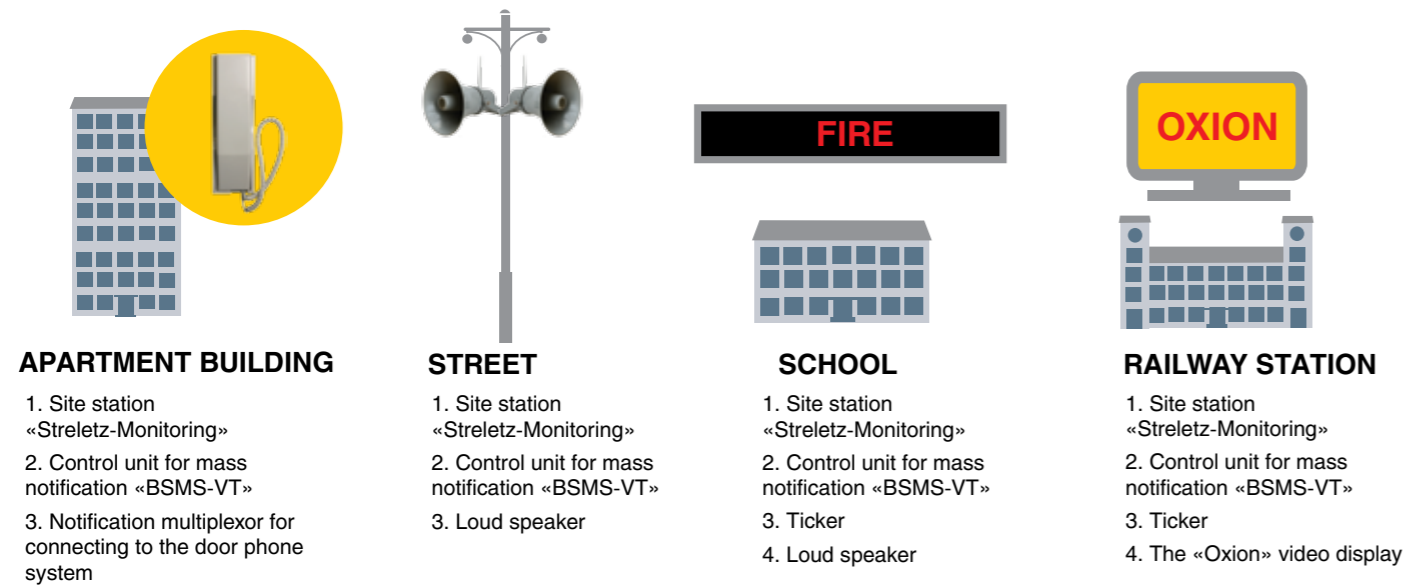 FIRE
OXION
APARTMENT BUILDING
1. Site station
«Streletz-Monitoring»
2. Control unit for mass
notification «BSMS-VT»
3. Notification multiplexor for
connecting to the door phone
system
STREET
1. Site station
«Streletz-Monitoring»
2. Control unit for mass
notification «BSMS-VT»
3. Loud speaker
SCHOOL
1. Site station
«Streletz-Monitoring»
2. Control unit for mass
notification «BSMS-VT»
3. Ticker
4. Loud speaker
RAILWAY STATION
1. Site station
«Streletz-Monitoring»
2. Control unit for mass
notification «BSMS-VT»
3. Ticker
4. The «Oxion» video display